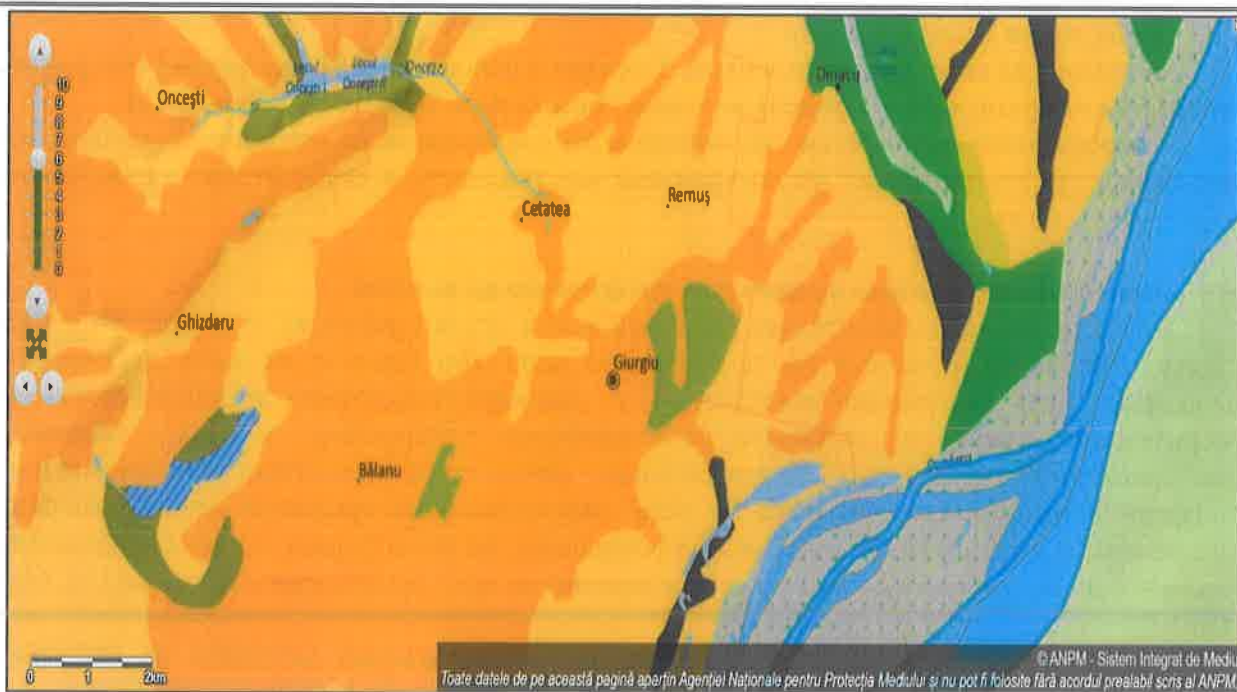 10
9
8
7
6
5
4
3
2
1
0
Oncești
Cetatea
Remuș
Ghizdaru
Giurgiu
Bălanu
0 1 2km
© ANPM - Sistem Integrat de Mediu
Toate datele de pe această pagină aparțin Agenției Naționale pentru Protecția Mediului și nu pot fi folosite fără acordul prealabil scris al ANPM